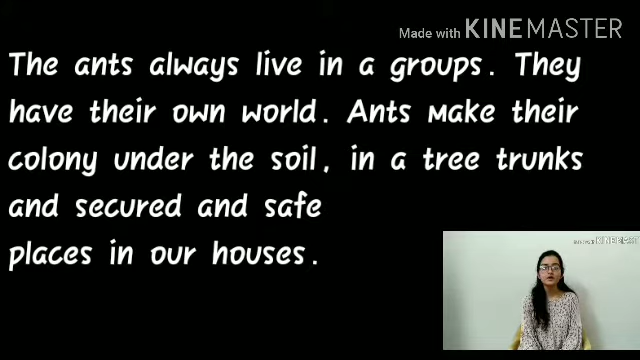 Made with KINEMASTER
The ants always live in a groups. They
have their own world. Ants make their
colony under the soil, in a tree trunks
and secured and safe
places in our houses.